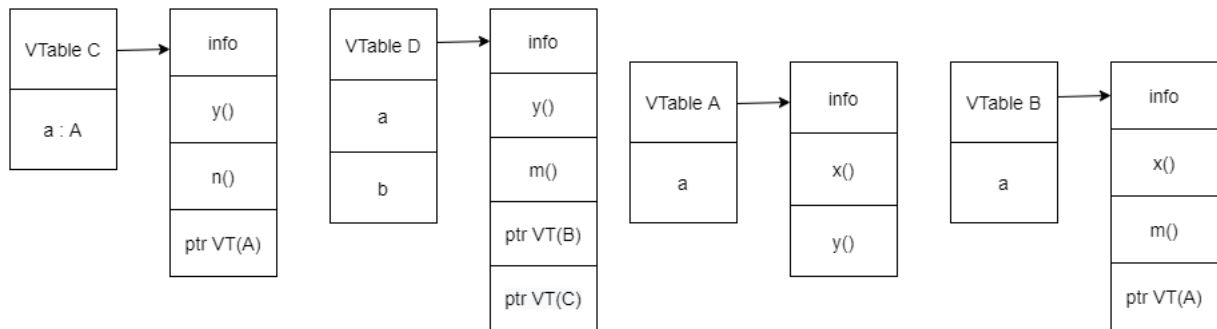 VTable C
info
y()
n()
ptr VT(A)
a : A
VTable D
info
a
y()
b
m()
ptr VT(B)
ptr VT(C)
VTable A
info
a
x()
y()
VTable B
info
a
x()
m()
ptr VT(A)